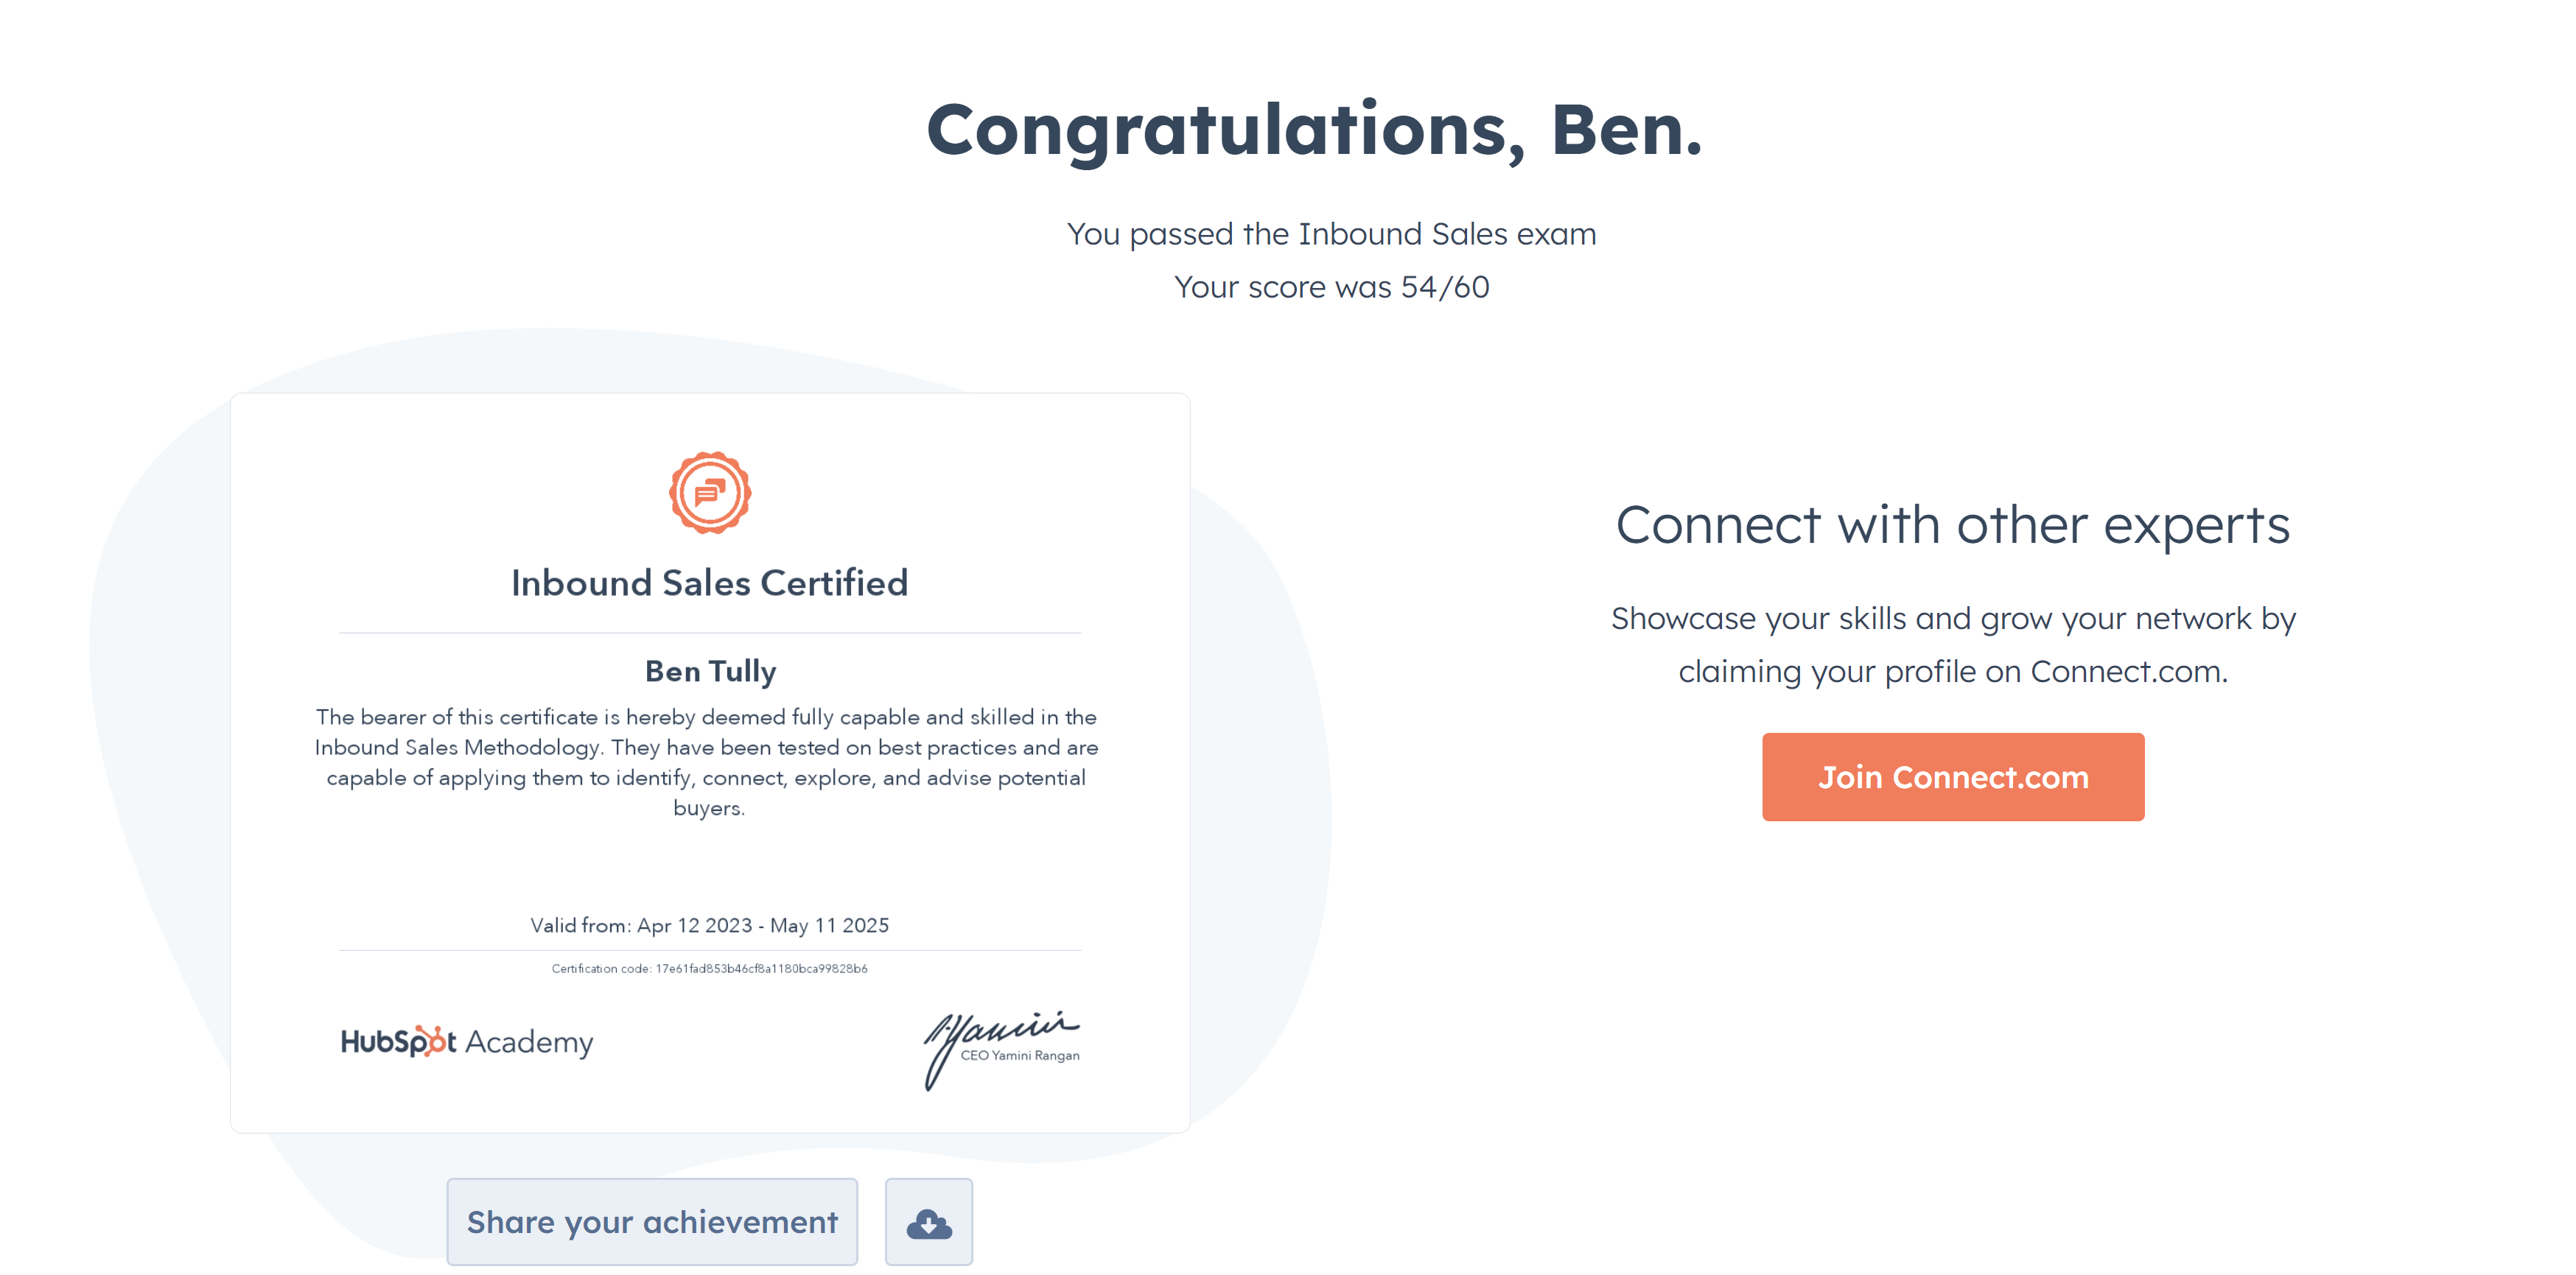 Congratulations, Ben.
You passed the Inbound Sales exam
Your score was 54/60
Inbound Sales Certified
Ben Tully
The bearer of this certificate is hereby deemed fully capable and skilled in the
Inbound Sales Methodology. They have been tested on best practices and are
capable of applying them to identify, connect, explore, and advise potential
buyers.
Valid from: Apr 12 2023 - May 11 2025
Certification code: 17e61fad853b46cf8a1180bca99828b6
HubSpot Academy
CEO Yamini Rangan
Share your achievement
Connect with other experts
Showcase your skills and grow your network by
claiming your profile on Connect.com.
Join Connect.com